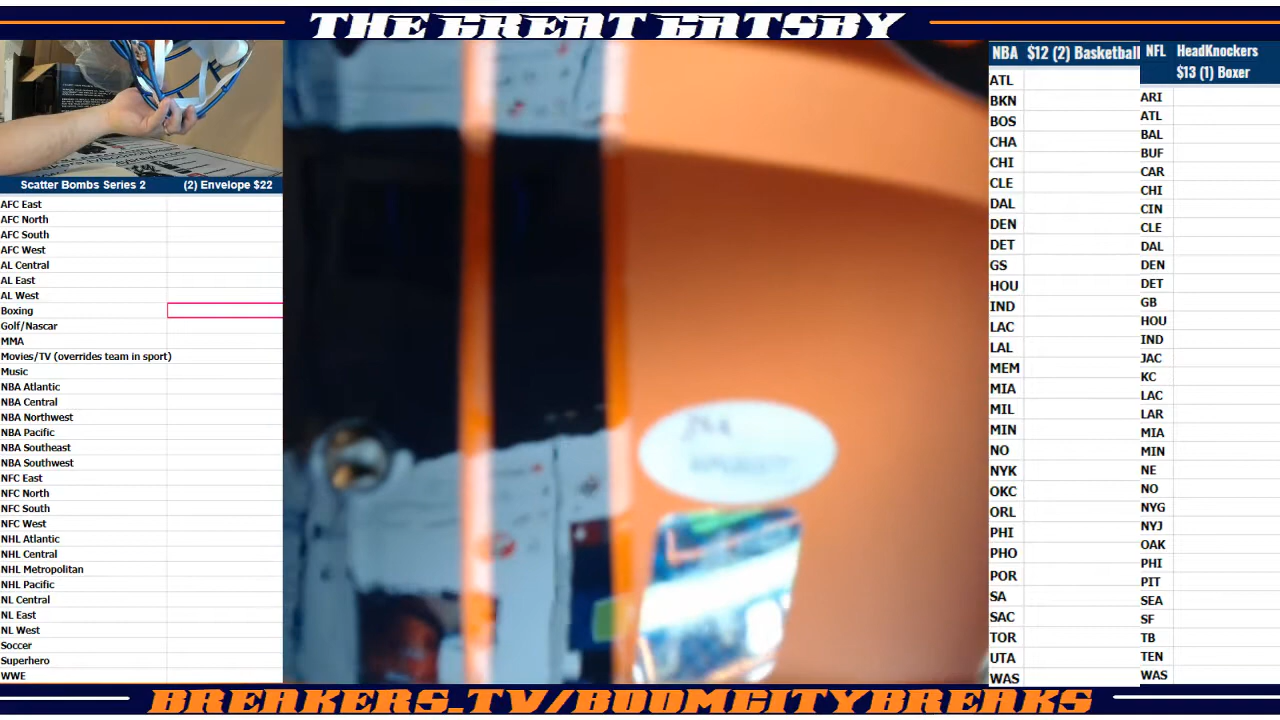 THE GREAT GATSBY
Scatter Bombs Series 2 (2) Envelope $22
AFC East
AFC North
AFC South
AFC West
AL Central
AL East
AL West
Boxing
Golf/Nascar
MMA
Movies/TV (overrides team in sport)
Music
NBA Atlantic
NBA Central
NBA Northwest
NBA Pacific
NBA Southeast
NBA Southwest
NFC East
NFC North
NFC South
NFC West
NHL Atlantic
NHL Central
NHL Metropolitan
NHL Pacific
NL Central
NL East
NL West
Soccer
Superhero
WWE
NBA $12 (2) Basketball
ATL
BKN
BOS
CHA
CHI
CLE
DAL
DEN
DET
GS
HOU
IND
LAC
LAL
MEM
MIA
MIL
MIN
NO
NYK
OKC
ORL
PHI
PHO
POR
SA
SAC
TOR
UTA
WAS
NFL HeadKnockers
$13 (1) Boxer
ARI
ATL
BAL
BUF
CAR
CHI
CIN
CLE
DAL
DEN
DET
GB
HOU
IND
JAC
KC
LAC
LAR
MIA
MIN
NE
NO
NYG
NYJ
OAK
PHI
PIT
SEA
SF
TB
TEN
WAS
BREAKERS.TV/BOOMCITYBREAKS